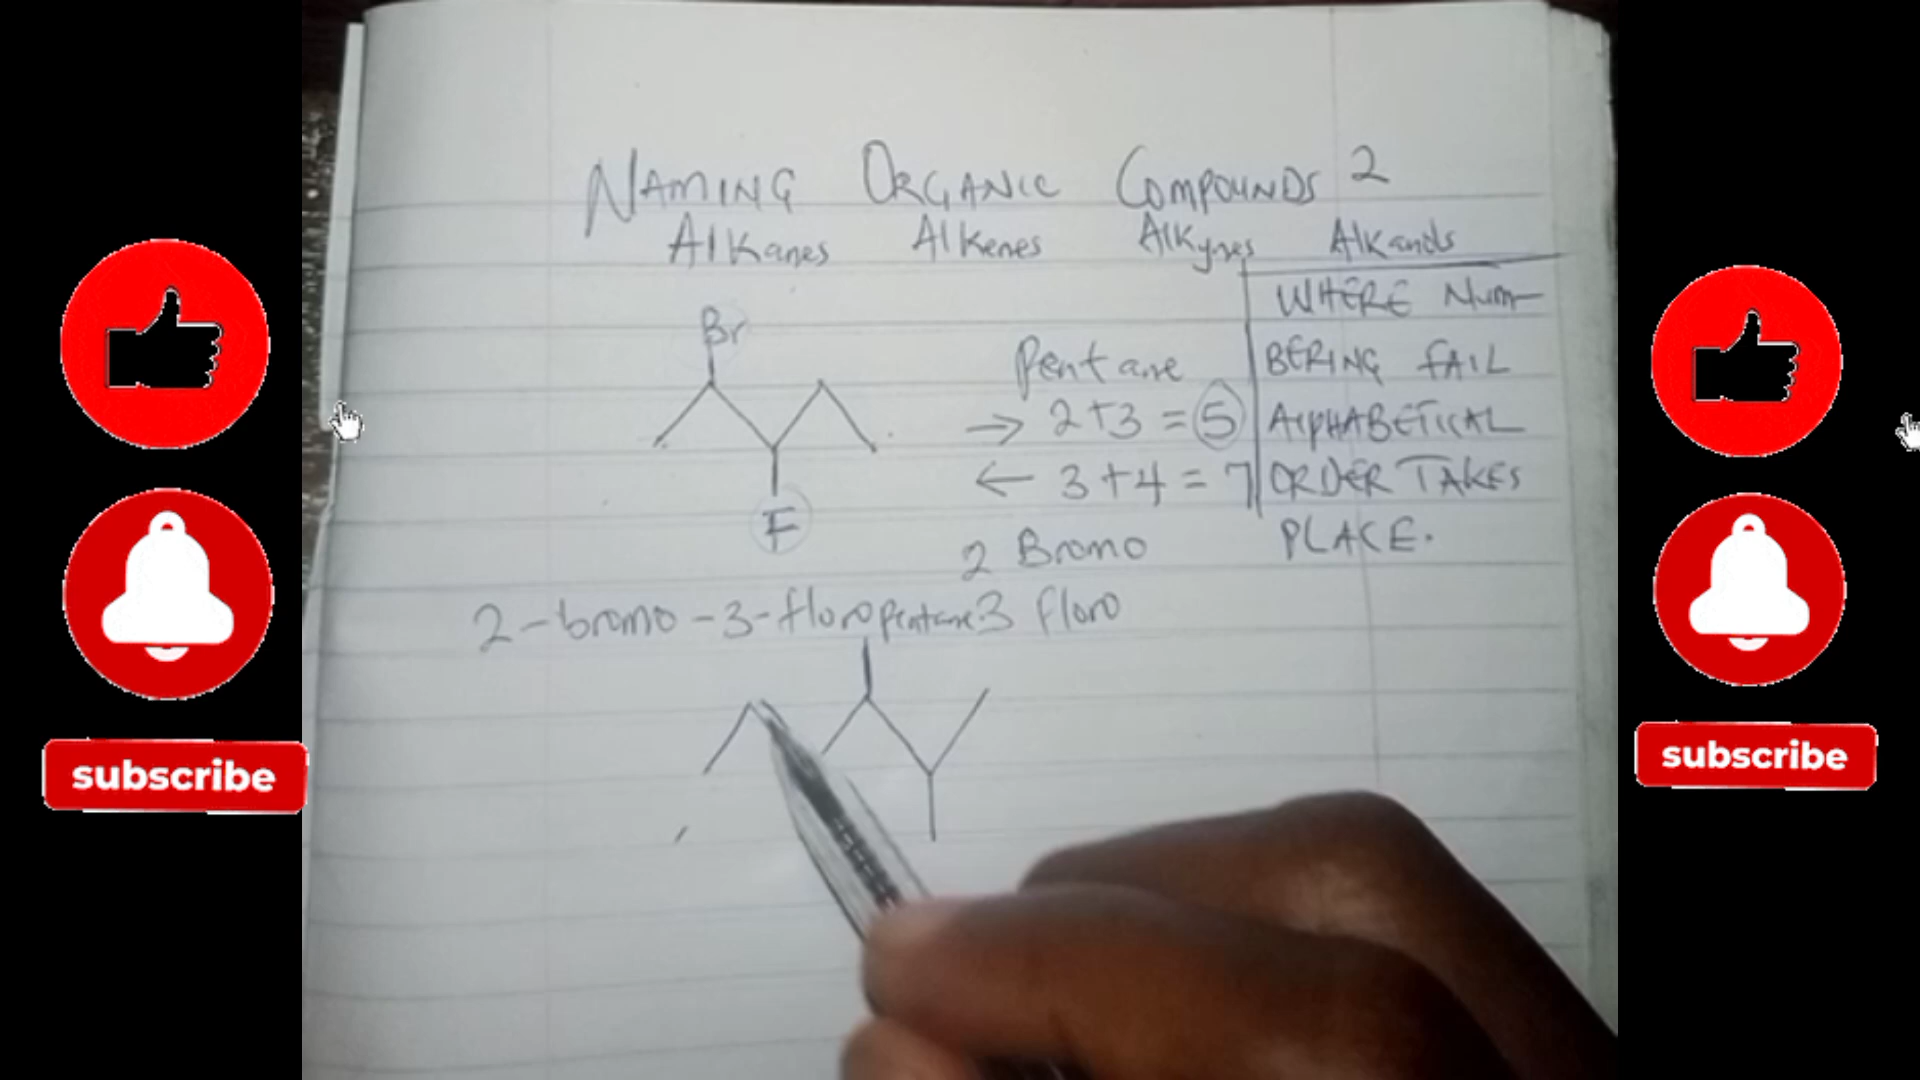 NAMING ORGANIC COMPOUNDS 2
Alkanes Alkenes Alkynes Alkanols
WHERE NUM-
Br
Pentane BERING FAIL
→ 2+3 = 5 AlPHABETICAL
← 3+4 = 7 ORDER TAKES
F
2 Bromo PLACE.
2-bromo-3-floropentane. 3 floro
subscribe
subscribe